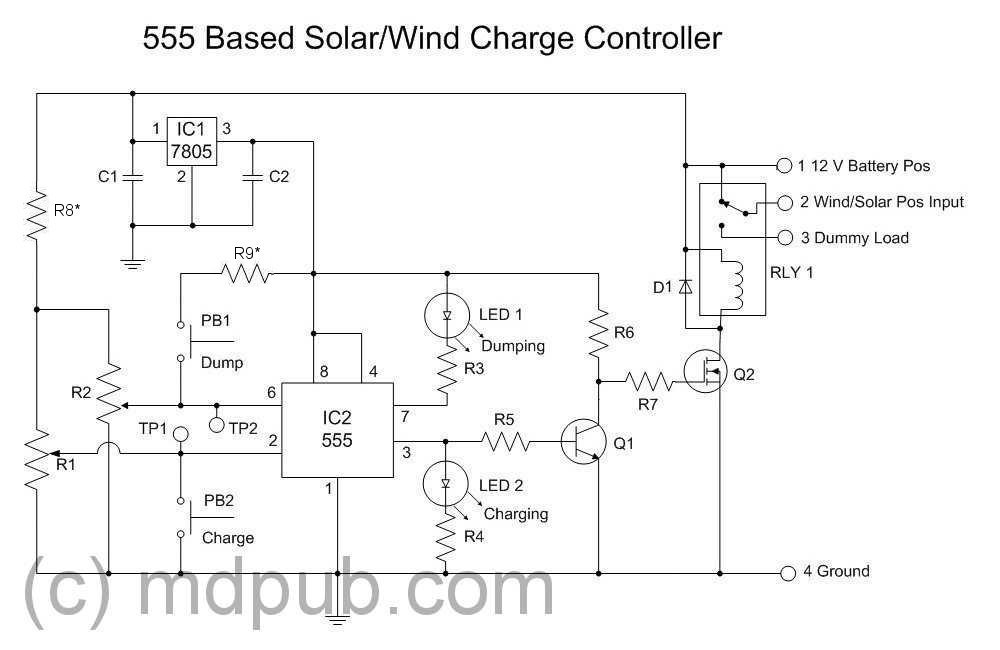 555 Based Solar/Wind Charge Controller
1
IC1
7805
3
2
C1
C2
R8*
R9*
1 12 V Battery Pos
2 Wind/Solar Pos Input
3 Dummy Load
RLY 1
D1
PB1
Dump
LED 1
Dumping
R3
R6
R7
Q2
R2
8
4
6
7
IC2
555
TP1
TP2
2
3
R5
Q1
R1
1
PB2
Charge
LED 2
Charging
R4
4 Ground
(c) mdpub.com